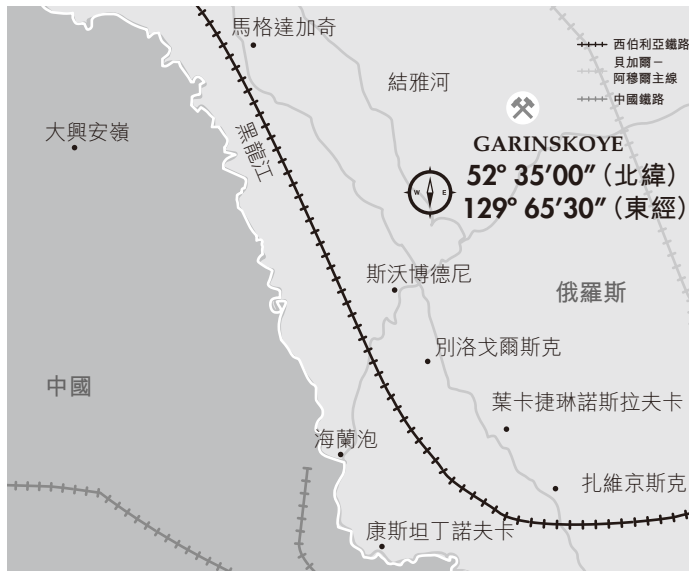 馬格達加奇
西伯利亞鐵路
貝加爾－
阿穆爾主線
中國鐵路
結雅河
大興安嶺
黑龍江
GARINSKOYE
52° 35'00" (北緯)
129° 65'30" (東經)
W E
斯沃博德尼
俄羅斯
別洛戈爾斯克
中國
葉卡捷琳諾斯拉夫卡
海蘭泡
扎維京斯克
康斯坦丁諾夫卡